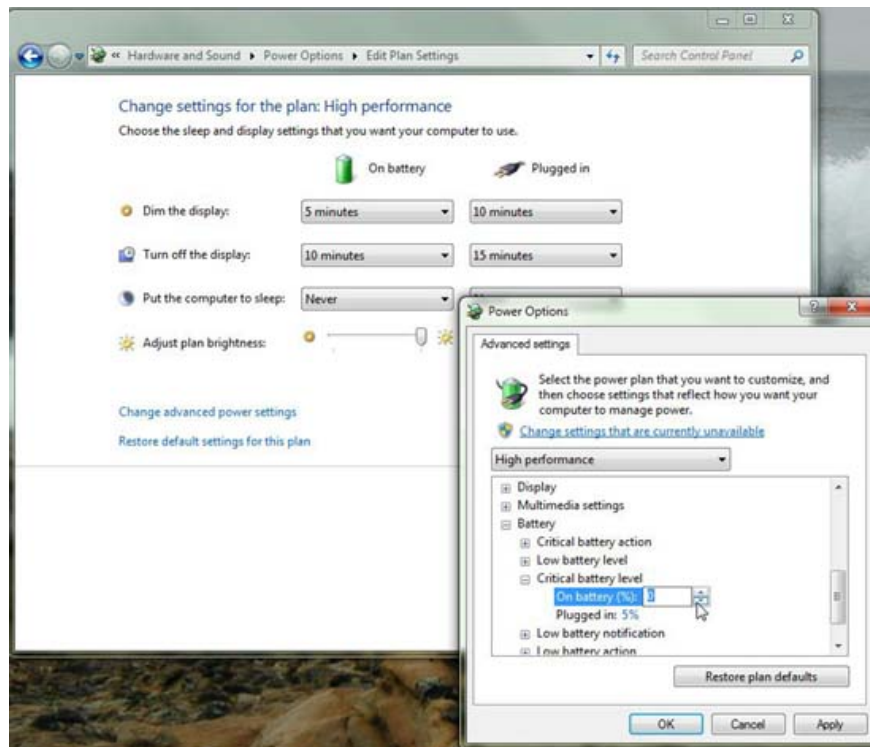 « Hardware and Sound ▸ Power Options ▸ Edit Plan Settings
Search Control Panel
Change settings for the plan: High performance
Choose the sleep and display settings that you want your computer to use.
On battery
Plugged in
Dim the display:
5 minutes
10 minutes
Turn off the display:
10 minutes
15 minutes
Put the computer to sleep:
Never
Adjust plan brightness:
Change advanced power settings
Restore default settings for this plan
Power Options
Advanced settings
Select the power plan that you want to customize, and
then choose settings that reflect how you want your
computer to manage power.
Change settings that are currently unavailable
High performance
Display
Multimedia settings
Battery
Critical battery action
Low battery level
Critical battery level
On battery (%): 0
Plugged in: 5%
Low battery notification
Low battery action
Restore plan defaults
OK
Cancel
Apply